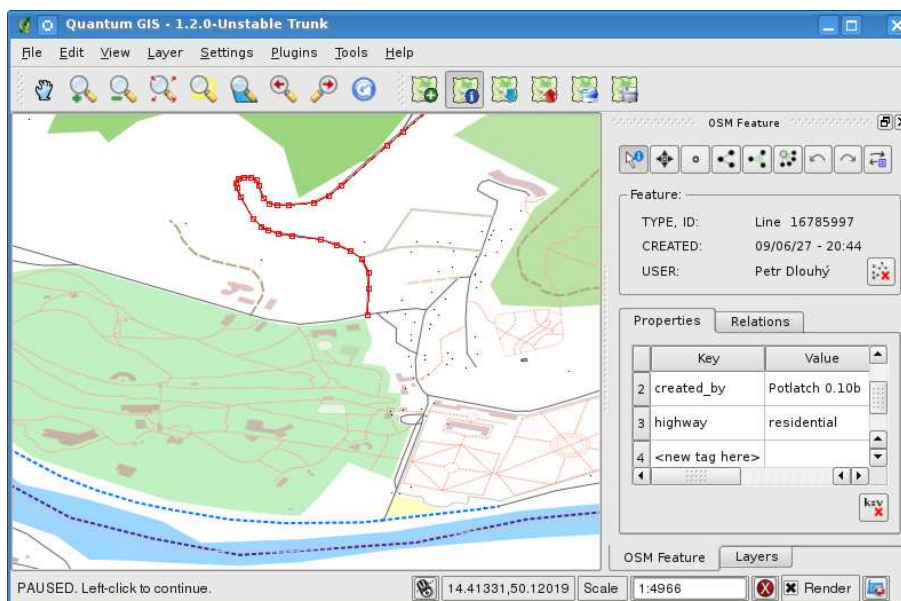 Quantum GIS - 1.2.0-Unstable Trunk
File Edit View Layer Settings Plugins Tools Help
OSM Feature
Feature:
TYPE, ID: Line 16785997
CREATED: 09/06/27 - 20:44
USER: Petr Dlouhý
Properties Relations
Key Value
2 created_by Potlatch 0.10b
3 highway residential
4 <new tag here>
k=v
OSM Feature Layers
PAUSED. Left-click to continue. 14.41331,50.12019 Scale 1:4966 Render